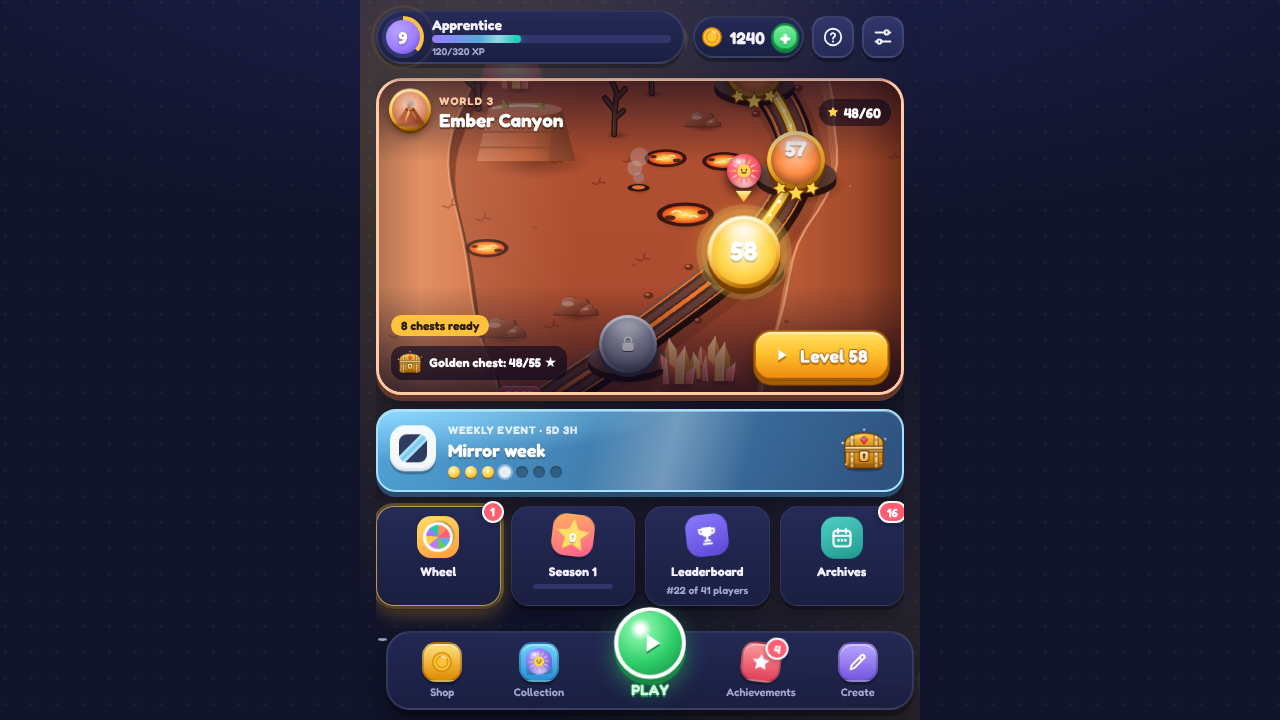 9
Apprentice
120/320 XP
1240
WORLD 3
Ember Canyon
48/60
57
58
8 chests ready
Golden chest: 48/55 ★
Level 58
WEEKLY EVENT · 5D 3H
Mirror week
1
Wheel
0
Season 1
Leaderboard
#22 of 41 players
16
Archives
Shop
Collection
PLAY
4
Achievements
Create